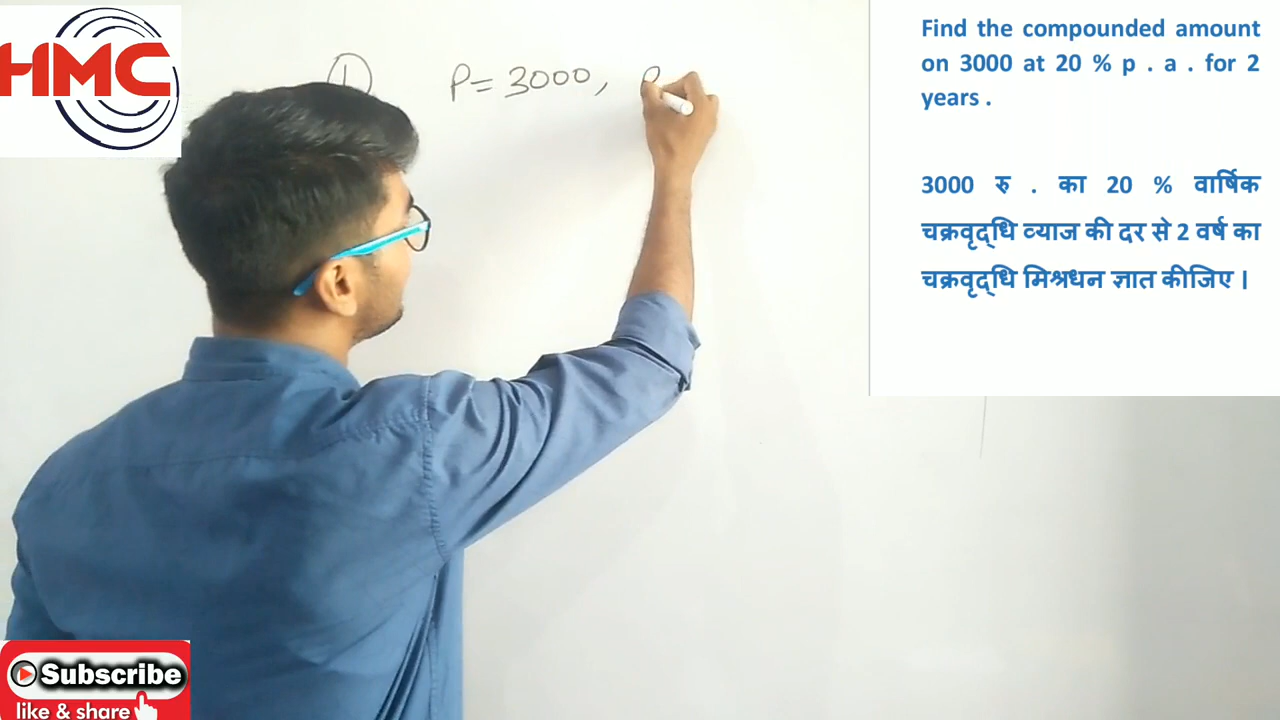 HMC
① P = 3000,
Find the compounded amount
on 3000 at 20 % p . a . for 2
years .
3000 रु . का 20 % वार्षिक
चक्रवृद्धि व्याज की दर से 2 वर्ष का
चक्रवृद्धि मिश्रधन ज्ञात कीजिए ।
Subscribe
like & share